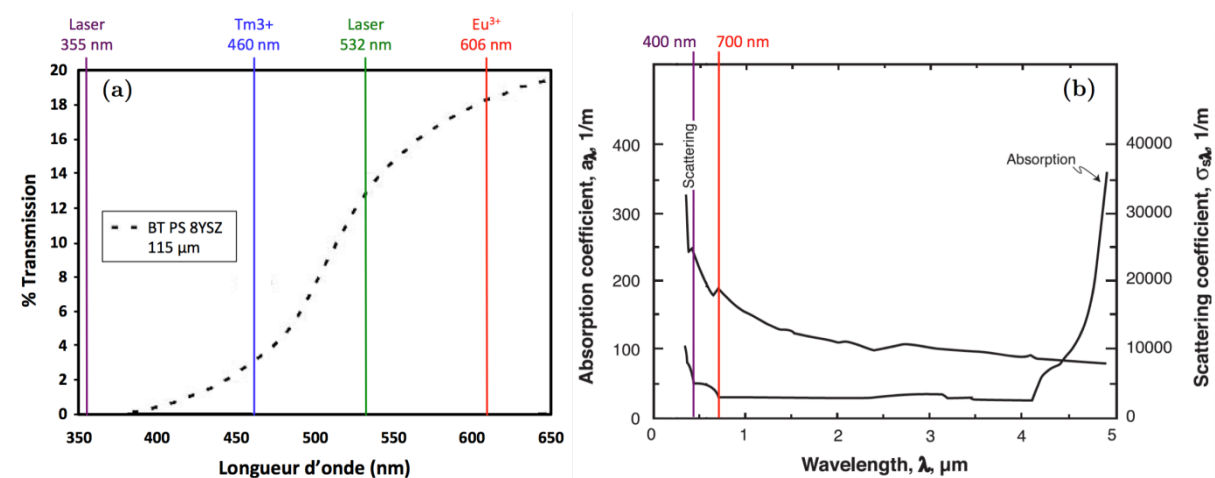 Laser
355 nm
Tm3+
460 nm
Laser
532 nm
Eu³⁺
606 nm
(a)
% Transmission
20
18
16
14
12
10
8
6
4
2
0
BT PS 8YSZ
115 µm
350
400
450
500
550
600
650
Longueur d'onde (nm)
400 nm
700 nm
(b)
Absorption coefficient, aλ, 1/m
400
300
250
200
150
100
50
0
Scattering
Absorption
40000
30000
20000
10000
0
Scattering coefficient, σsλ, 1/m
0
1
2
3
4
5
Wavelength, λ, µm